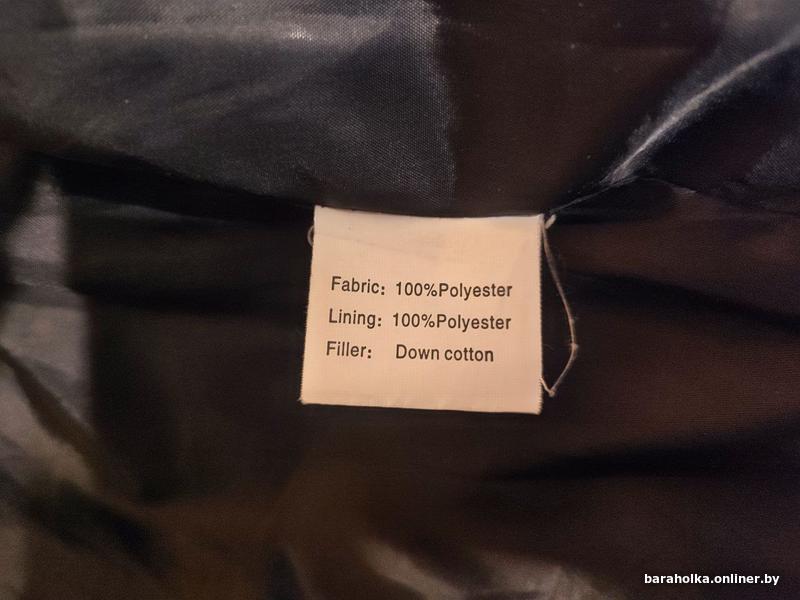 Fabric: 100%Polyester
Lining: 100%Polyester
Filler: Down cotton
baraholka.onliner.by